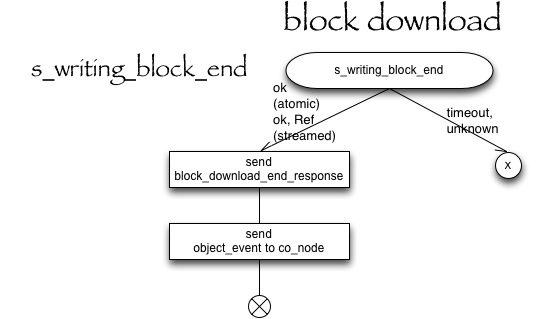 block download
s_writing_block_end
s_writing_block_end
ok
(atomic)
ok, Ref
(streamed)
timeout,
unknown
x
send
block_download_end_response
send
object_event to co_node